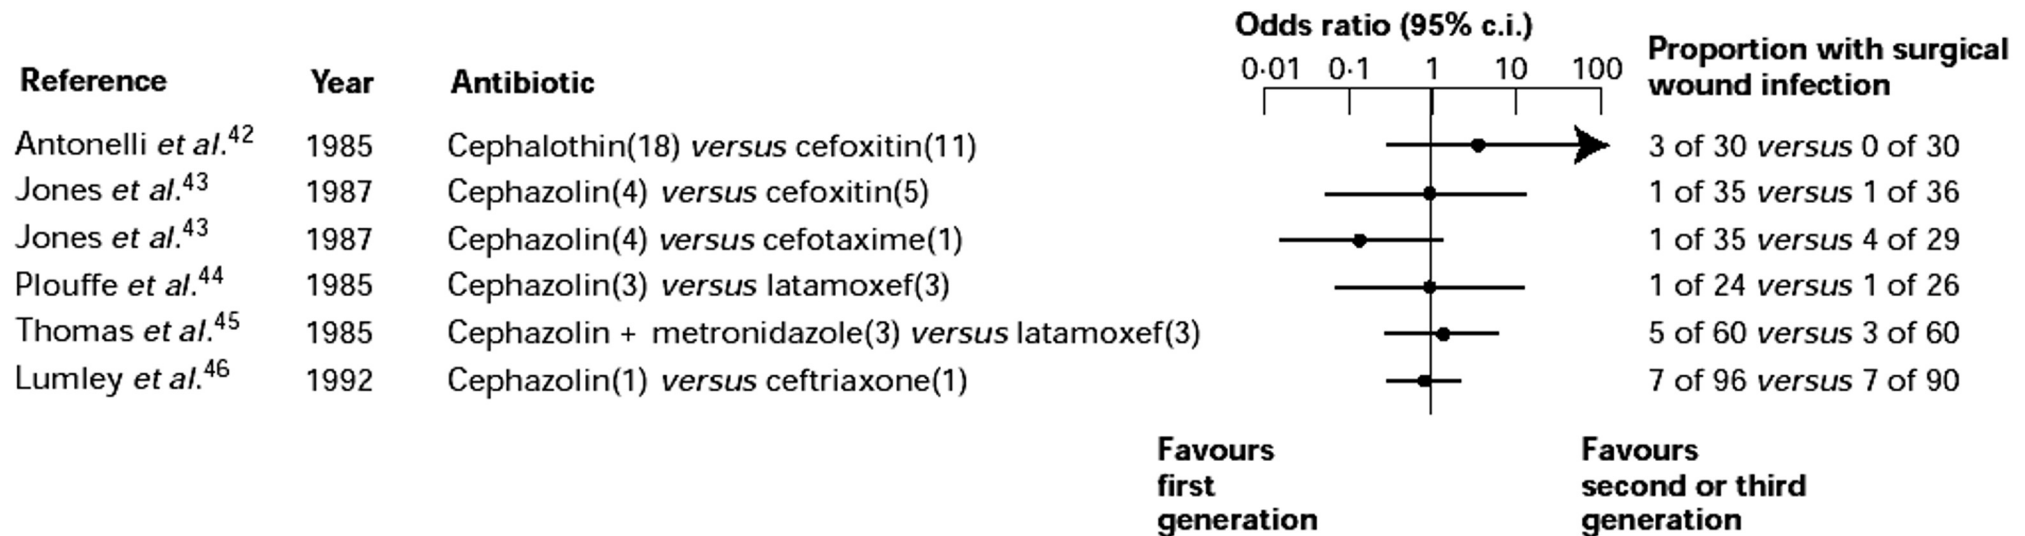 Odds ratio (95% c.i.)
Reference Year Antibiotic 0·01 0·1 1 10 100 Proportion with surgical
wound infection
Antonelli et al.42 1985 Cephalothin(18) versus cefoxitin(11) 3 of 30 versus 0 of 30
Jones et al.43 1987 Cephazolin(4) versus cefoxitin(5) 1 of 35 versus 1 of 36
Jones et al.43 1987 Cephazolin(4) versus cefotaxime(1) 1 of 35 versus 4 of 29
Plouffe et al.44 1985 Cephazolin(3) versus latamoxef(3) 1 of 24 versus 1 of 26
Thomas et al.45 1985 Cephazolin + metronidazole(3) versus latamoxef(3) 5 of 60 versus 3 of 60
Lumley et al.46 1992 Cephazolin(1) versus ceftriaxone(1) 7 of 96 versus 7 of 90
Favours
first
generation
Favours
second or third
generation